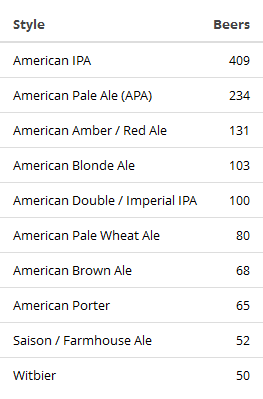 Style Beers
American IPA 409
American Pale Ale (APA) 234
American Amber / Red Ale 131
American Blonde Ale 103
American Double / Imperial IPA 100
American Pale Wheat Ale 80
American Brown Ale 68
American Porter 65
Saison / Farmhouse Ale 52
Witbier 50